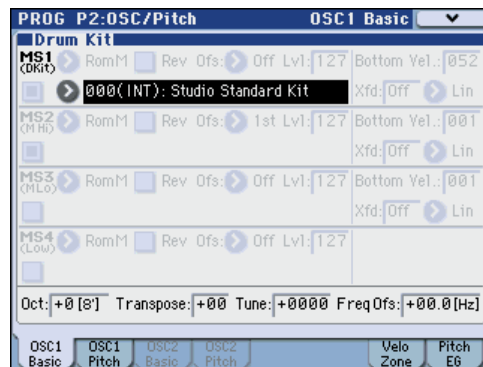 PROG P2:OSC/Pitch OSC1 Basic
Drum Kit
MS1 RomM Rev Ofs: Off Lvl: 127 Bottom Vel.: 052
(DKit)
000(INT): Studio Standard Kit Xfd: Off Lin
MS2 RomM Rev Ofs: 1st Lvl: 127 Bottom Vel.: 001
(M Hi)
Xfd: Off Lin
MS3 RomM Rev Ofs: Off Lvl: 127 Bottom Vel.: 001
(MLo)
Xfd: Off Lin
MS4 RomM Rev Ofs: Off Lvl: 127
(Low)
Oct: +0 [8'] Transpose: +00 Tune: +0000 Freq Ofs: +00.0 [Hz]
OSC1 Basic OSC1 Pitch OSC2 Basic OSC2 Pitch Velo Zone Pitch EG